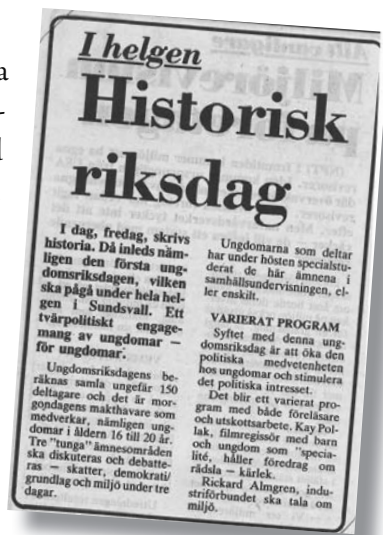 a
-
l
I helgen
Historisk
riksdag
I dag, fredag, skrivs
historia. Då inleds näm-
ligen den första ung-
domsriksdagen, vilken
ska pågå under hela hel-
gen i Sundsvall. Ett
tvärpolitiskt engage-
mang av ungdomar —
för ungdomar.
Ungdomsriksdagens be-
räknas samla ungefär 150
deltagare och det är mor-
gondagens makthavare som
medverkar, nämligen ung-
domar i åldern 16 till 20 år.
Tre "tunga" ämnesområden
ska diskuteras och debatte-
ras — skatter, demokrati/
grundlag och miljö under tre
dagar.
Ungdomarna som deltar
har under hösten specialstu-
derat de här ämnena i
samhällsundervisningen, el-
ler enskilt.
VARIERAT PROGRAM
Syftet med denna ung-
domsriksdag är att öka den
politiska medvetenheten
hos ungdomar och stimulera
det politiska intresset.
Det blir ett varierat pro-
gram med både föreläsare
och utskottsarbete. Kay Pol-
lak, filmregissör med barn
och ungdom som "specia-
lité, håller föredrag om
rädsla — kärlek.
Rickard Almgren, indu-
striförbundet ska tala om
miljö.